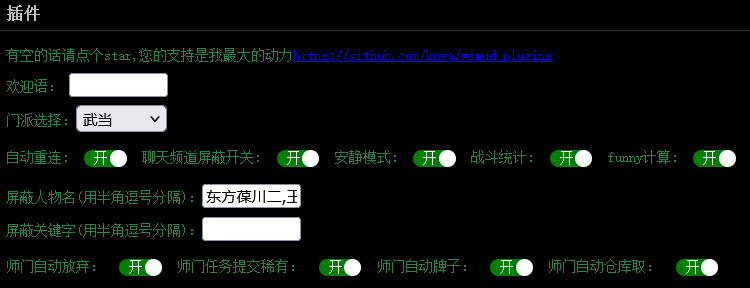 插件
有空的话请点个star,您的支持是我最大的动力https://github.com/knva/wsmud_plugins
欢迎语：
门派选择：武当
自动重连： 开 聊天频道屏蔽开关： 开 安静模式： 开 战斗统计： 开 funny计算： 开
屏蔽人物名(用半角逗号分隔)：东方葆川二,王
屏蔽关键字(用半角逗号分隔)：
师门自动放弃： 开 师门任务提交稀有： 开 师门自动牌子： 开 师门自动仓库取： 开